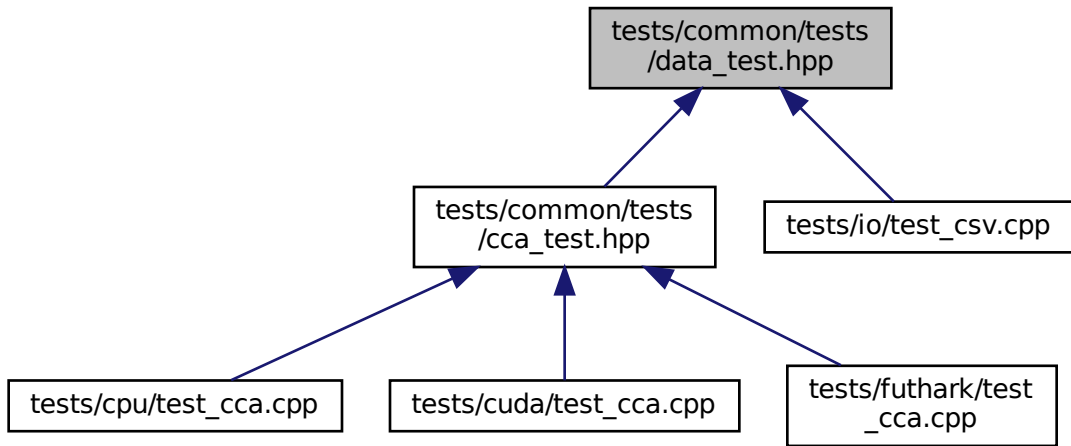 tests/common/tests
/data_test.hpp
tests/common/tests
/cca_test.hpp
tests/io/test_csv.cpp
tests/cpu/test_cca.cpp
tests/cuda/test_cca.cpp
tests/futhark/test
_cca.cpp